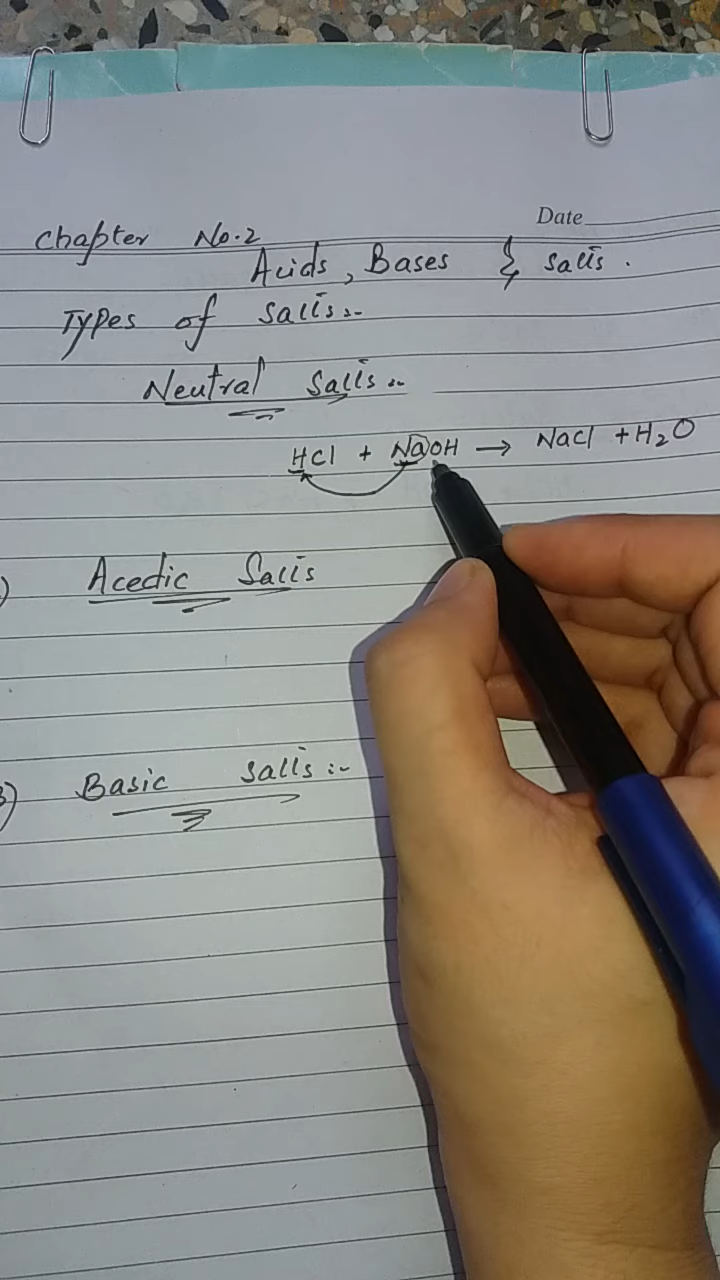 Date
Chapter No.2
Acids, Bases & Salts.
Types of Salts:-
Neutral Salts:-
HCl + NaOH → NaCl + H₂O
) Acedic Salts
3) Basic Salts:-